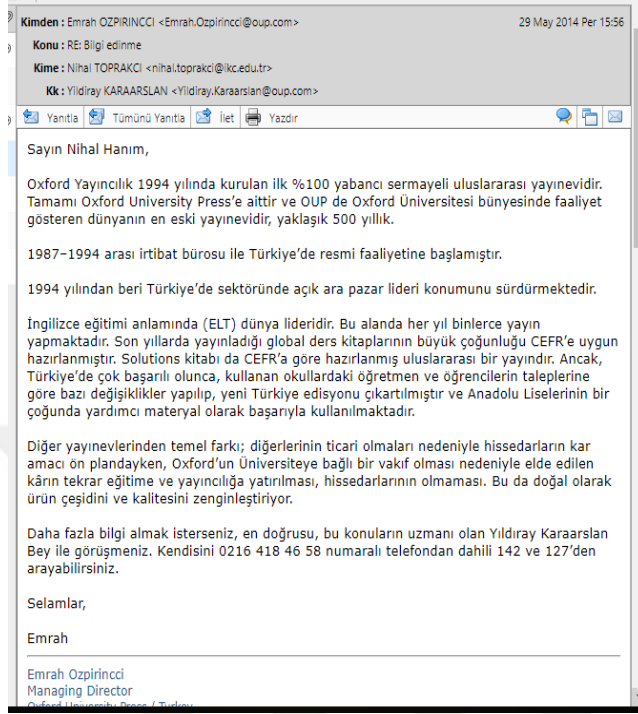 Kimden : Emrah OZPIRINCCI <Emrah.Ozpirincci@oup.com> 29 May 2014 Per 15:56
Konu : RE: Bilgi edinme
Kime : Nihal TOPRAKCI <nihal.toprakci@ikc.edu.tr>
Kk : Yildiray KARAARSLAN <Yildiray.Karaarslan@oup.com>
Yanıtla Tümünü Yanıtla İlet Yazdır
Sayın Nihal Hanım,
Oxford Yayıncılık 1994 yılında kurulan ilk %100 yabancı sermayeli uluslararası yayınevidir.
Tamamı Oxford University Press’e aittir ve OUP de Oxford Üniversitesi bünyesinde faaliyet
gösteren dünyanın en eski yayınevidir, yaklaşık 500 yıllık.
1987–1994 arası irtibat bürosu ile Türkiye’de resmi faaliyetine başlamıştır.
1994 yılından beri Türkiye’de sektöründe açık ara pazar lideri konumunu sürdürmektedir.
İngilizce eğitimi anlamında (ELT) dünya lideridir. Bu alanda her yıl binlerce yayın
yapmaktadır. Son yıllarda yayınladığı global ders kitaplarının büyük çoğunluğu CEFR’e uygun
hazırlanmıştır. Solutions kitabı da CEFR’a göre hazırlanmış uluslararası bir yayındır. Ancak,
Türkiye’de çok başarılı olunca, kullanan okullardaki öğretmen ve öğrencilerin taleplerine
göre bazı değişiklikler yapılıp, yeni Türkiye edisyonu çıkartılmıştır ve Anadolu Liselerinin bir
çoğunda yardımcı materyal olarak başarıyla kullanılmaktadır.
Diğer yayınevlerinden temel farkı; diğerlerinin ticari olmaları nedeniyle hissedarların kar
amacı ön plandayken, Oxford’un Üniversiteye bağlı bir vakıf olması nedeniyle elde edilen
kârın tekrar eğitime ve yayıncılığa yatırılması, hissedarlarının olmaması. Bu da doğal olarak
ürün çeşidini ve kalitesini zenginleştiriyor.
Daha fazla bilgi almak isterseniz, en doğrusu, bu konuların uzmanı olan Yıldıray Karaarslan
Bey ile görüşmeniz. Kendisini 0216 418 46 58 numaralı telefondan dahili 142 ve 127’den
arayabilirsiniz.
Selamlar,
Emrah
Emrah Ozpirincci
Managing Director
Oxford University Press / Turkey